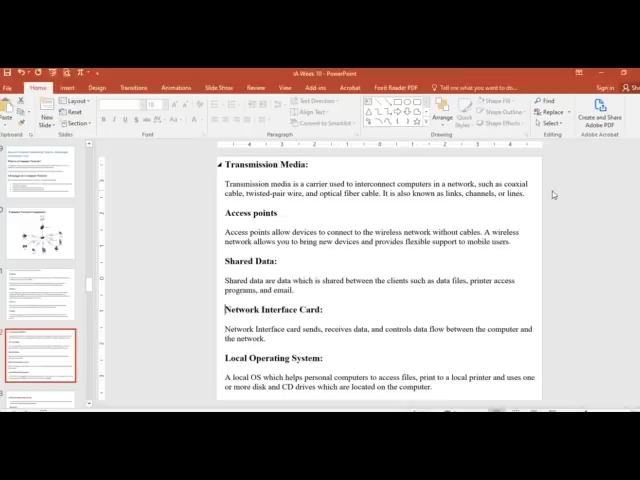 IA-Week 10 - PowerPoint
Sign in
File Home Insert Design Transitions Animations Slide Show Review View Add-ins Acrobat Foxit Reader PDF Tell me what you want to do
Paste
New
Slide
Layout
Reset
Section
Text Direction
Align Text
Convert to SmartArt
Arrange
Quick
Styles
Shape Fill
Shape Outline
Shape Effects
Find
Replace
Select
Create and Share
Adobe PDF
Clipboard Slides Font Paragraph Drawing Editing Adobe Acrobat
Transmission Media:
Transmission media is a carrier used to interconnect computers in a network, such as coaxial
cable, twisted-pair wire, and optical fiber cable. It is also known as links, channels, or lines.
Access points
Access points allow devices to connect to the wireless network without cables. A wireless
network allows you to bring new devices and provides flexible support to mobile users.
Shared Data:
Shared data are data which is shared between the clients such as data files, printer access
programs, and email.
Network Interface Card:
Network Interface card sends, receives data, and controls data flow between the computer and
the network.
Local Operating System:
A local OS which helps personal computers to access files, print to a local printer and uses one
or more disk and CD drives which are located on the computer.